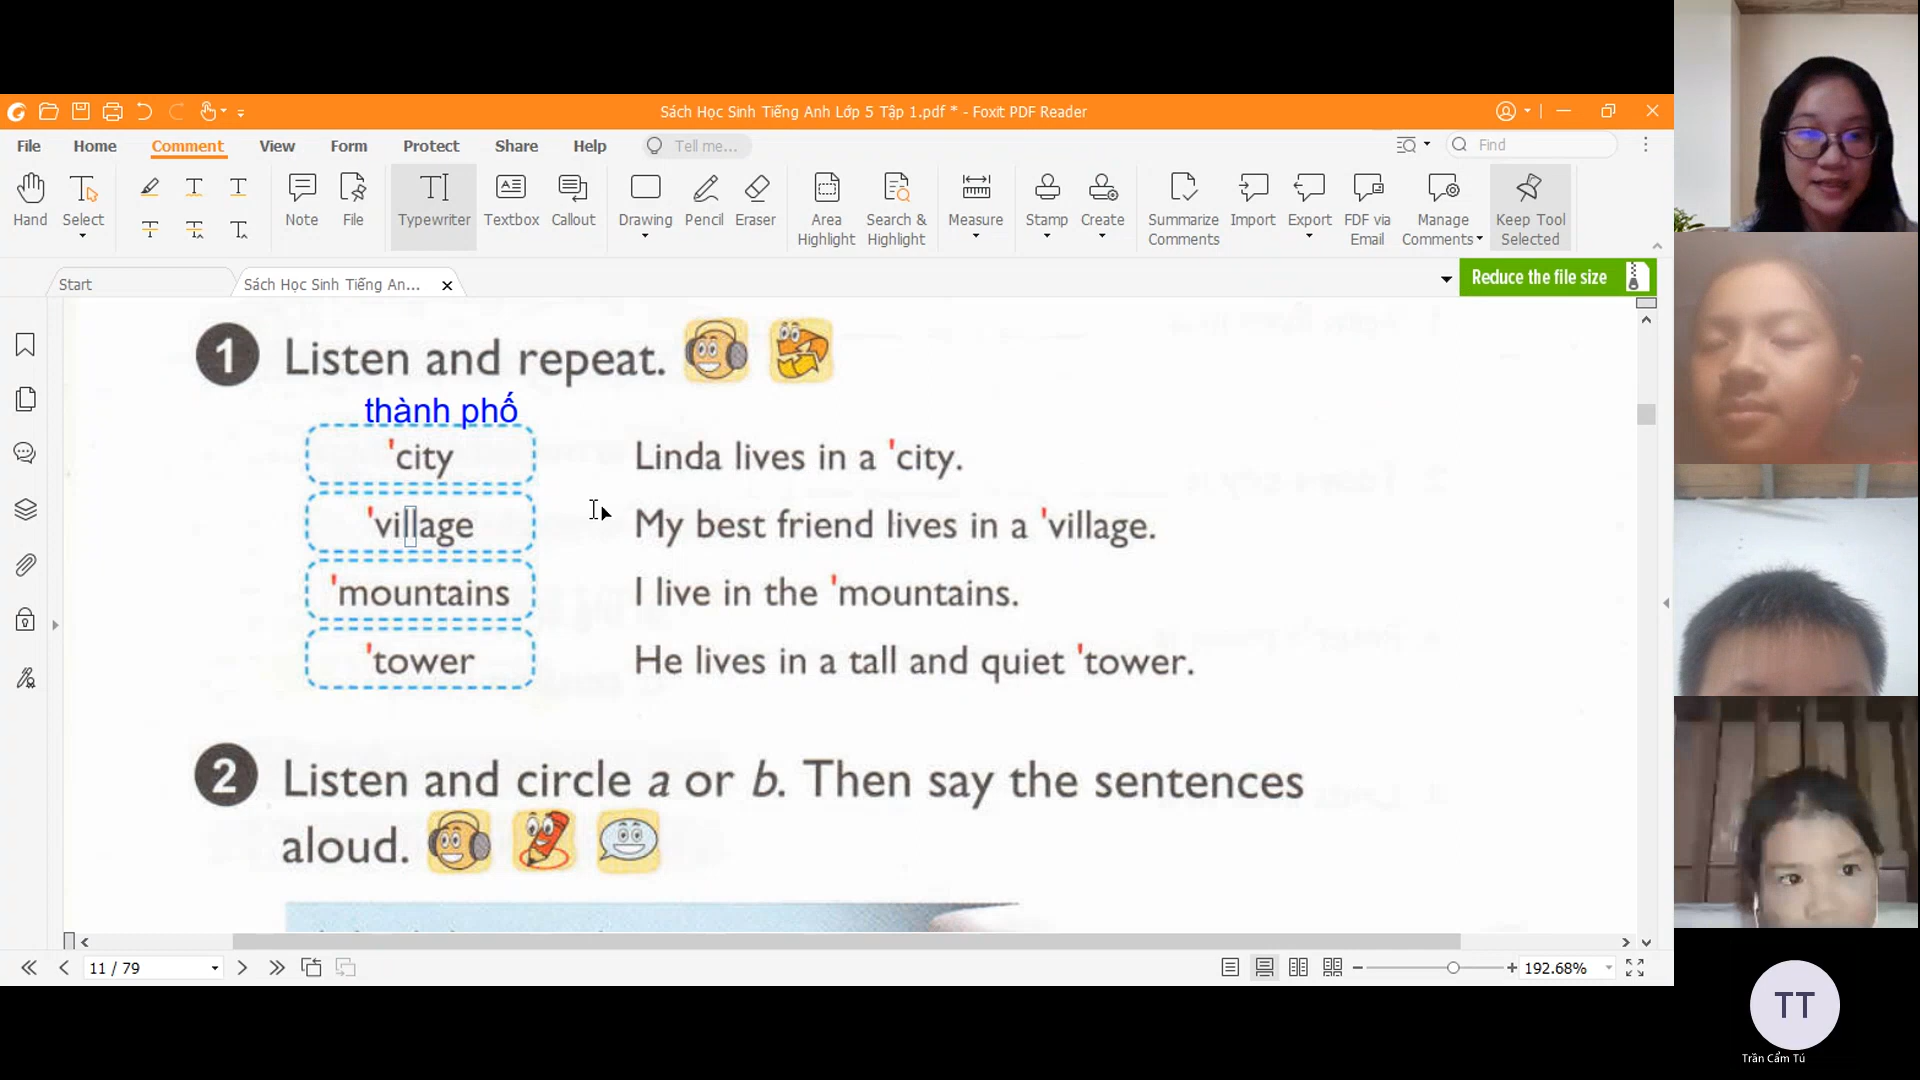 Sách Học Sinh Tiếng Anh Lớp 5 Tập 1.pdf * - Foxit PDF Reader
File Home Comment View Form Protect Share Help Tell me... Find
Hand Select Note File Typewriter Textbox Callout Drawing Pencil Eraser Area Highlight Search & Highlight Measure Stamp Create Summarize Comments Import Export FDF via Email Manage Comments Keep Tool Selected
Start Sách Học Sinh Tiếng An... Reduce the file size
1 Listen and repeat.
thành phố
'city Linda lives in a 'city.
'village My best friend lives in a 'village.
'mountains I live in the 'mountains.
'tower He lives in a tall and quiet 'tower.
2 Listen and circle a or b. Then say the sentences
aloud.
11 / 79 192.68%
TT
Trần Cẩm Tú